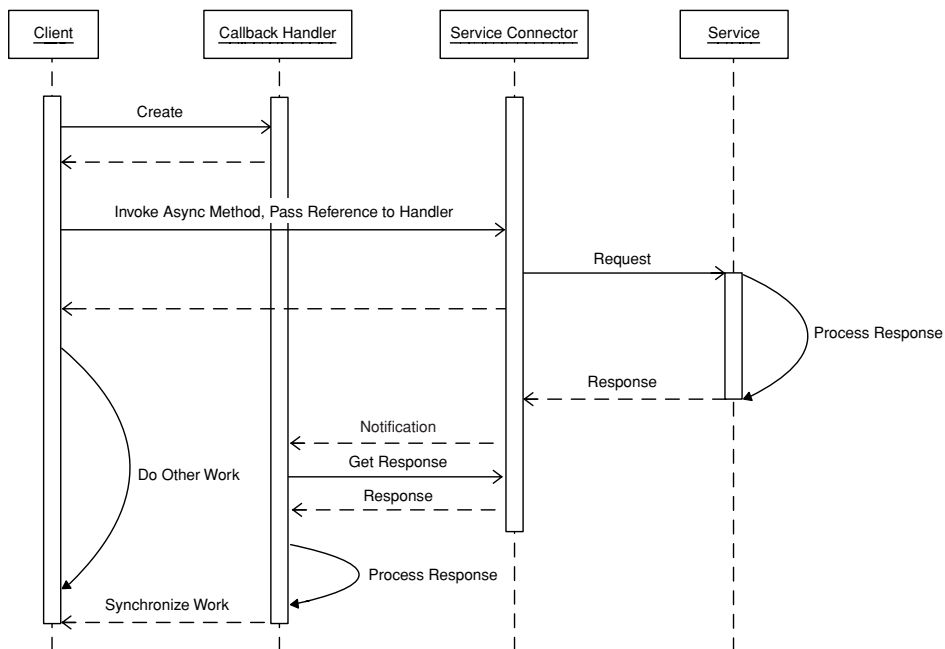 Client
Callback Handler
Service Connector
Service
Create
Invoke Async Method, Pass Reference to Handler
Request
Process Response
Response
Notification
Get Response
Do Other Work
Response
Process Response
Synchronize Work